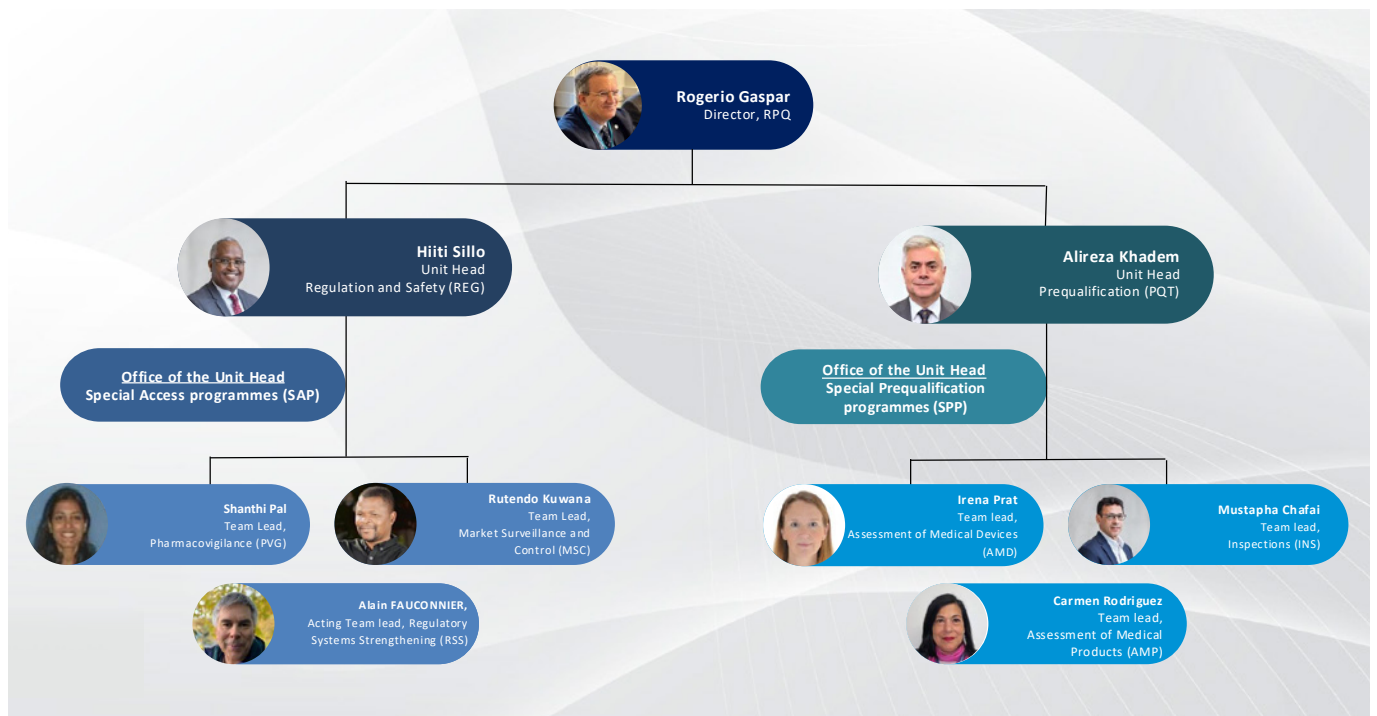 Rogerio Gaspar
Director, RPQ
Hiiti Sillo
Unit Head
Regulation and Safety (REG)
Alireza Khadem
Unit Head
Prequalification (PQT)
Office of the Unit Head
Special Access programmes (SAP)
Office of the Unit Head
Special Prequalification
programmes (SPP)
Shanthi Pal
Team Lead,
Pharmacovigilance (PVG)
Rutendo Kuwana
Team Lead,
Market Surveillance and
Control (MSC)
Irena Prat
Team lead,
Assessment of Medical Devices
(AMD)
Mustapha Chafai
Team lead,
Inspections (INS)
Alain FAUCONNIER,
Acting Team lead, Regulatory
Systems Strengthening (RSS)
Carmen Rodriguez
Team lead,
Assessment of Medical
Products (AMP)